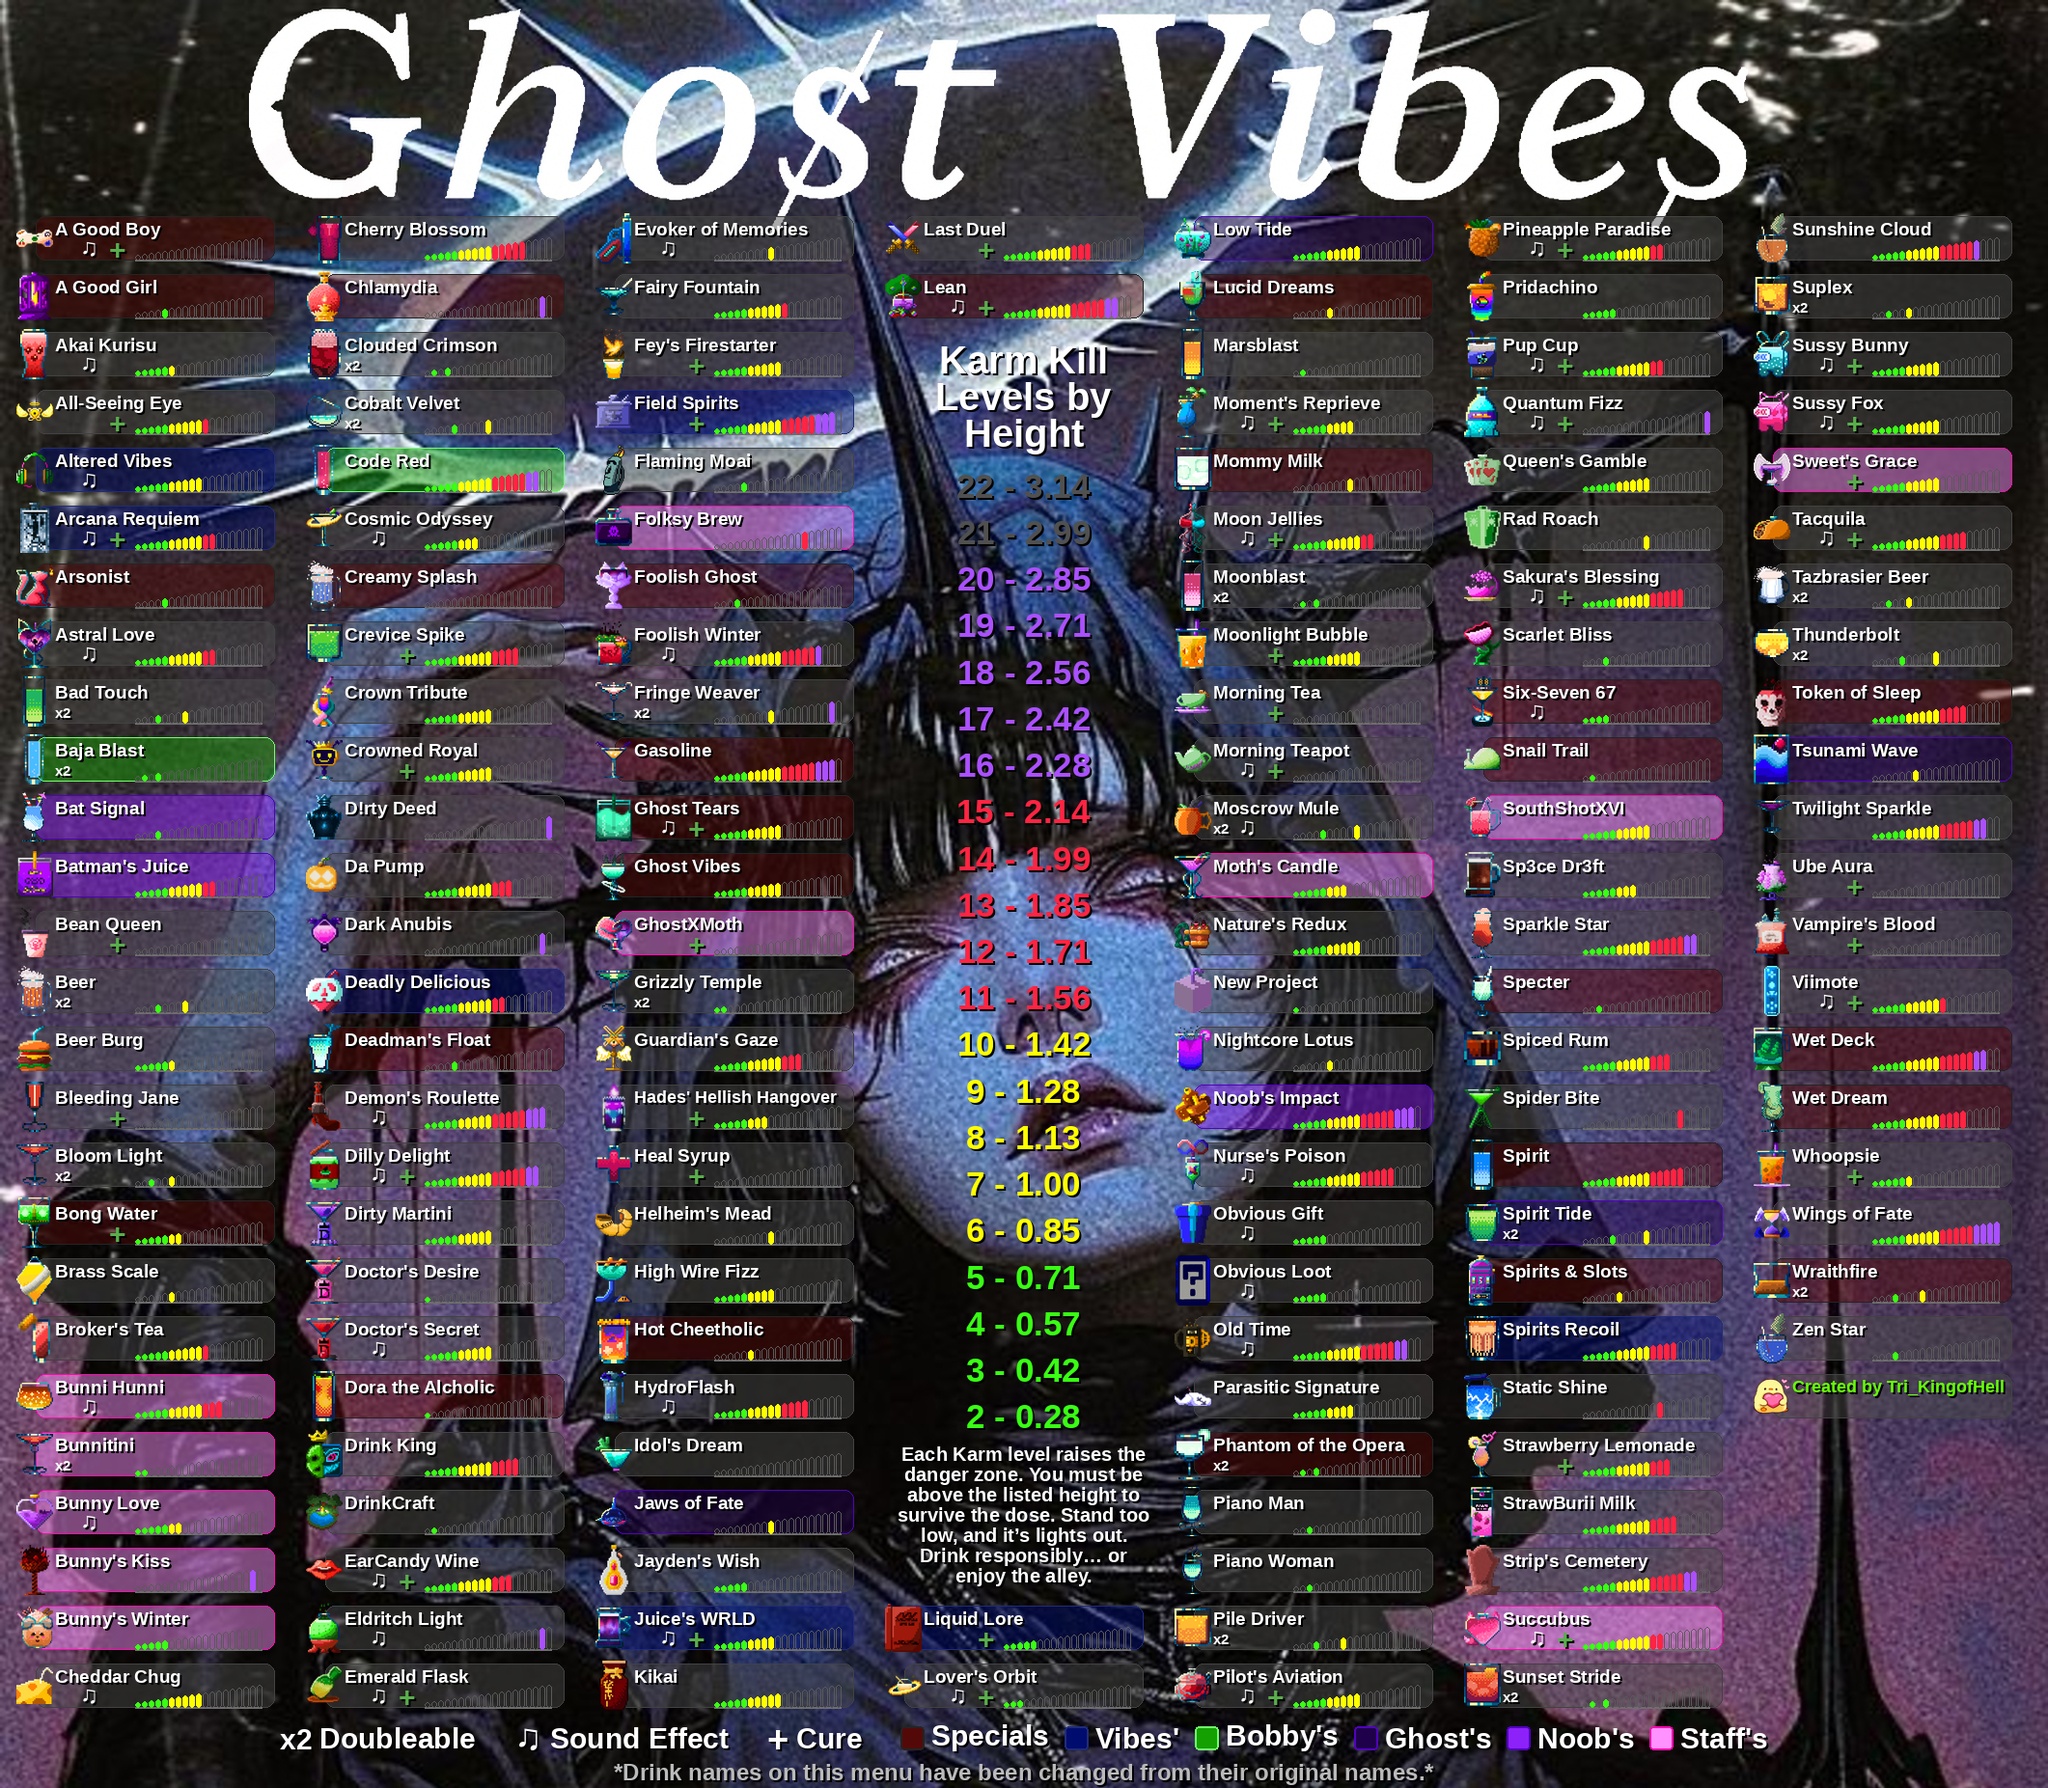 Ghost Vibes
A Good Boy
♫ +
A Good Girl
Akai Kurisu
♫
All-Seeing Eye
+
Altered Vibes
♫
Arcana Requiem
♫ +
Arsonist
Astral Love
♫
Bad Touch
x2
Baja Blast
x2
Bat Signal
Batman's Juice
Bean Queen
+
Beer
x2
Beer Burg
Bleeding Jane
+
Bloom Light
x2
Bong Water
+
Brass Scale
Broker's Tea
Bunni Hunni
♫
Bunnitini
x2
Bunny Love
♫
Bunny's Kiss
Bunny's Winter
Cheddar Chug
♫
Cherry Blossom
Chlamydia
Clouded Crimson
x2
Cobalt Velvet
x2
Code Red
Cosmic Odyssey
♫
Creamy Splash
Crevice Spike
+
Crown Tribute
Crowned Royal
+
D!rty Deed
Da Pump
Dark Anubis
Deadly Delicious
Deadman's Float
Demon's Roulette
♫
Dilly Delight
♫ +
Dirty Martini
Doctor's Desire
Doctor's Secret
♫
Dora the Alcholic
Drink King
DrinkCraft
EarCandy Wine
♫ +
Eldritch Light
♫
Emerald Flask
♫ +
Evoker of Memories
♫
Fairy Fountain
Fey's Firestarter
+
Field Spirits
+
Flaming Moai
Folksy Brew
Foolish Ghost
Foolish Winter
♫
Fringe Weaver
x2
Gasoline
Ghost Tears
♫ +
Ghost Vibes
GhostXMoth
+
Grizzly Temple
x2
Guardian's Gaze
Hades' Hellish Hangover
+
Heal Syrup
+
Helheim's Mead
High Wire Fizz
Hot Cheetholic
HydroFlash
♫
Idol's Dream
Jaws of Fate
Jayden's Wish
Juice's WRLD
♫ +
Kikai
Last Duel
+
Lean
♫ +
Karm Kill
Levels by
Height
22 - 3.14
21 - 2.99
20 - 2.85
19 - 2.71
18 - 2.56
17 - 2.42
16 - 2.28
15 - 2.14
14 - 1.99
13 - 1.85
12 - 1.71
11 - 1.56
10 - 1.42
9 - 1.28
8 - 1.13
7 - 1.00
6 - 0.85
5 - 0.71
4 - 0.57
3 - 0.42
2 - 0.28
Each Karm level raises the
danger zone. You must be
above the listed height to
survive the dose. Stand too
low, and it's lights out.
Drink responsibly… or
enjoy the alley.
Liquid Lore
+
Lover's Orbit
♫ +
Low Tide
Lucid Dreams
Marsblast
Moment's Reprieve
♫ +
Mommy Milk
Moon Jellies
♫ +
Moonblast
x2
Moonlight Bubble
+
Morning Tea
+
Morning Teapot
♫ +
Moscrow Mule
x2 ♫
Moth's Candle
Nature's Redux
New Project
Nightcore Lotus
Noob's Impact
Nurse's Poison
♫
Obvious Gift
♫
Obvious Loot
♫
Old Time
♫
Parasitic Signature
Phantom of the Opera
x2
Piano Man
Piano Woman
Pile Driver
x2
Pilot's Aviation
♫ +
Pineapple Paradise
♫ +
Pridachino
Pup Cup
♫ +
Quantum Fizz
♫ +
Queen's Gamble
Rad Roach
Sakura's Blessing
♫ +
Scarlet Bliss
Six-Seven 67
♫
Snail Trail
SouthShotXVI
Sp3ce Dr3ft
Sparkle Star
Specter
Spiced Rum
Spider Bite
Spirit
Spirit Tide
x2
Spirits & Slots
Spirits Recoil
Static Shine
Strawberry Lemonade
+
StrawBurii Milk
Strip's Cemetery
Succubus
♫ +
Sunset Stride
x2
Sunshine Cloud
Suplex
x2
Sussy Bunny
♫ +
Sussy Fox
♫ +
Sweet's Grace
+
Tacquila
♫ +
Tazbrasier Beer
x2
Thunderbolt
x2
Token of Sleep
Tsunami Wave
Twilight Sparkle
Ube Aura
+
Vampire's Blood
+
Viimote
♫ +
Wet Deck
Wet Dream
Whoopsie
+
Wings of Fate
Wraithfire
x2
Zen Star
Created by Tri_KingofHell
x2 Doubleable ♫ Sound Effect + Cure Specials Vibes' Bobby's Ghost's Noob's Staff's
*Drink names on this menu have been changed from their original names.*